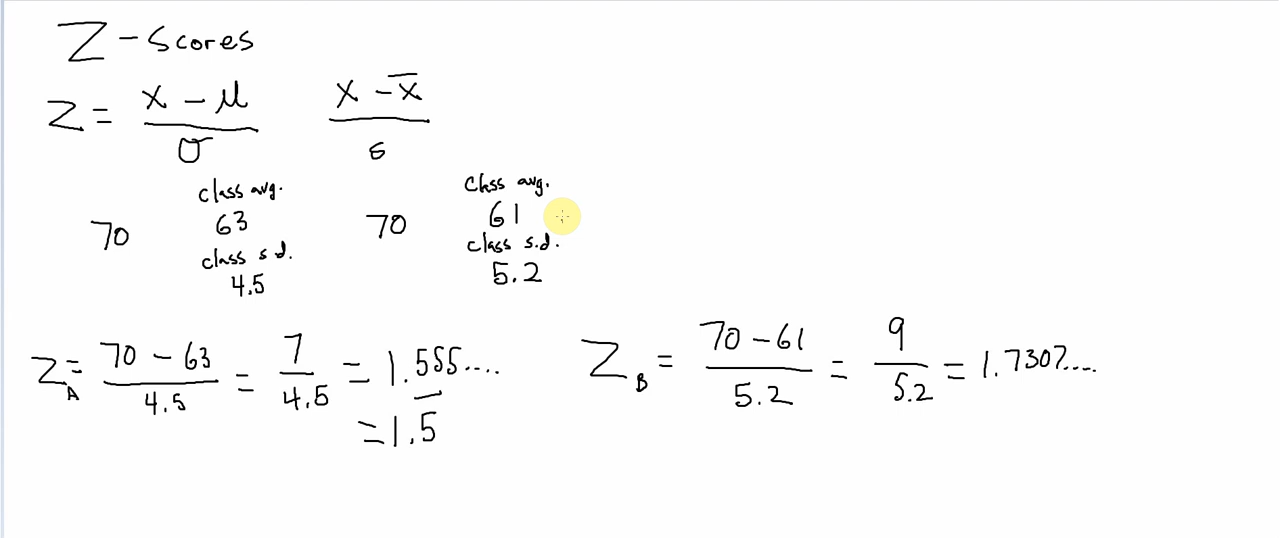 Z - Scores
Z = (x - μ) / σ    (x - x̄) / s
class avg.    class avg.
70    63    70    61
class s.d.    class s.d.
4.5    5.2
Z_A = (70 - 63) / 4.5 = 7 / 4.5 = 1.555....    Z_B = (70 - 61) / 5.2 = 9 / 5.2 = 1.7307....
= 1.5̅